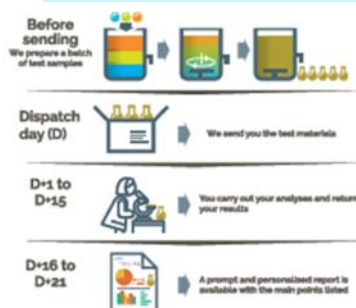 Before
sending
We prepare a batch
of test samples
Dispatch
day (D)
We send you the test materials
D+1 to
D+15
You carry out your analyses and return
your results
D+16 to
D+21
A prompt and personalised report is
available with the main points listed